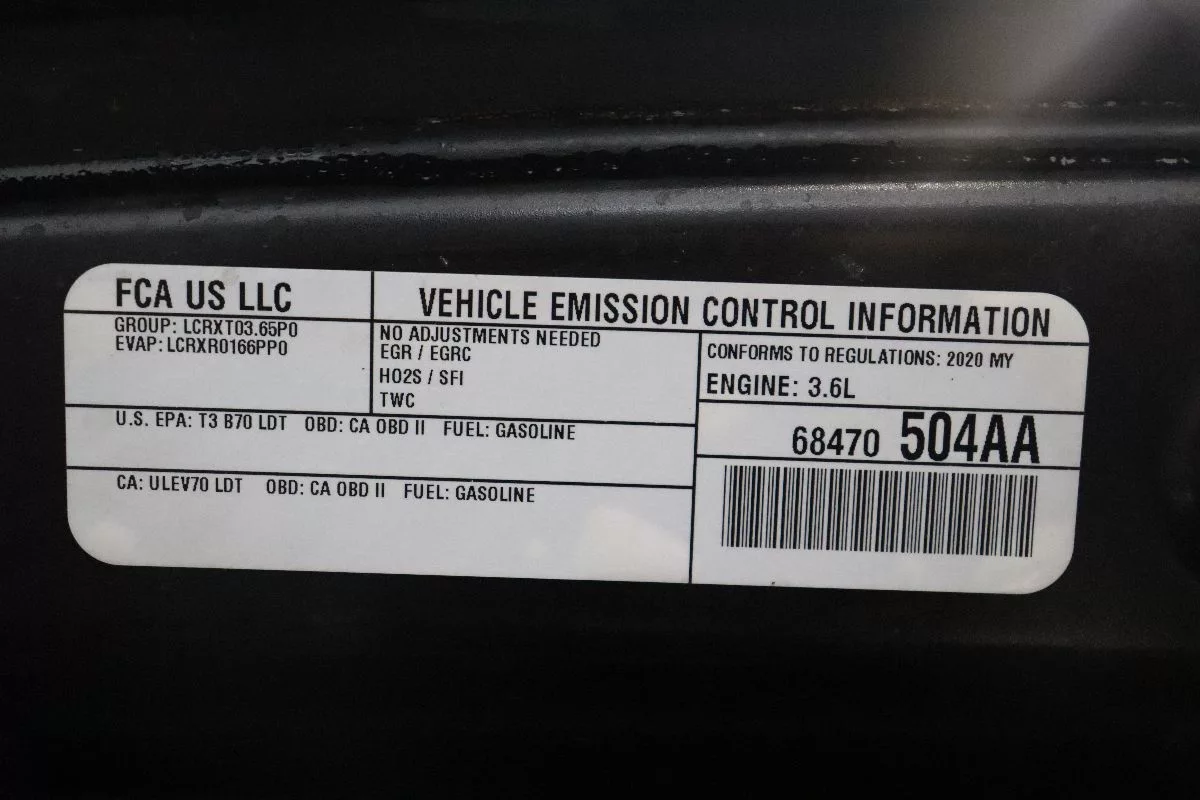 FCA US LLC
VEHICLE EMISSION CONTROL INFORMATION
GROUP: LCRXT03.65P0
EVAP: LCRXR0166PP0
NO ADJUSTMENTS NEEDED
EGR / EGRC
HO2S / SFI
TWC
CONFORMS TO REGULATIONS: 2020 MY
ENGINE: 3.6L
U.S. EPA: T3 B70 LDT OBD: CA OBD II FUEL: GASOLINE
68470 504AA
CA: ULEV70 LDT OBD: CA OBD II FUEL: GASOLINE